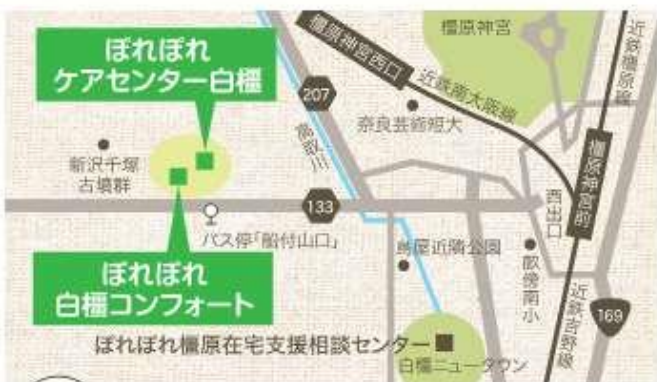 ぽれぽれ
ケアセンター白橿
橿原神宮西口
橿原神宮
近鉄橿原線
近鉄南大阪線
207
奈良芸術短大
高取川
新沢千塚
古墳群
橿原神宮前
西出口
133
バス停「船付山口」
鳥屋近隣公園
畝傍南小
ぽれぽれ
白橿コンフォート
近鉄吉野線
169
ぽれぽれ橿原在宅支援相談センター
白橿ニュータウン